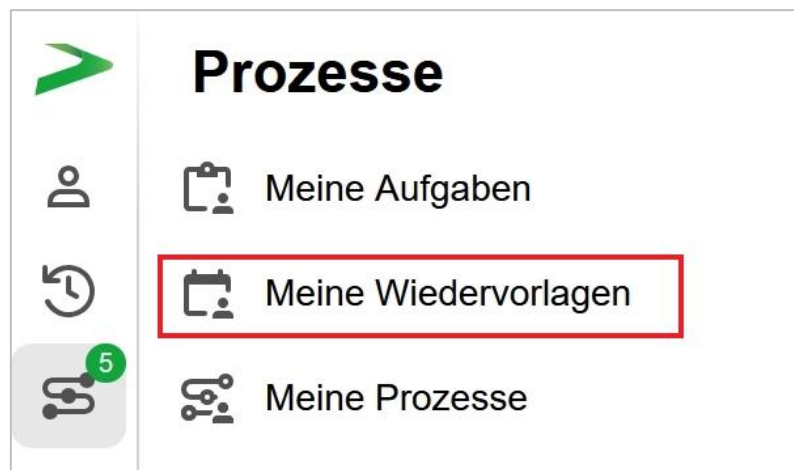 Prozesse
Meine Aufgaben
Meine Wiedervorlagen
5
Meine Prozesse